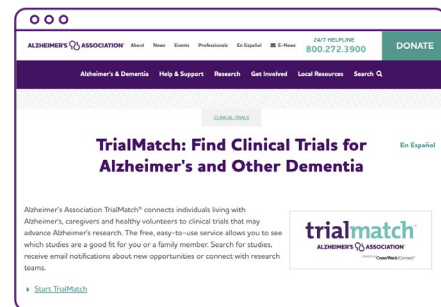 24/7 HELPLINE
ALZHEIMER'S ASSOCIATION About News Events Professionals En Español E-News 800.272.3900 DONATE
Alzheimer's & Dementia Help & Support Research Get Involved Local Resources Search
CLINICAL TRIALS
TrialMatch: Find Clinical Trials for
Alzheimer's and Other Dementia
En Español
Alzheimer's Association TrialMatch® connects individuals living with
Alzheimer's, caregivers and healthy volunteers to clinical trials that may
advance Alzheimer's research. The free, easy-to-use service allows you to see
which studies are a good fit for you or a family member. Search for studies,
receive email notifications about new opportunities or connect with research
teams.
trialmatch
ALZHEIMER'S ASSOCIATION
Start TrialMatch